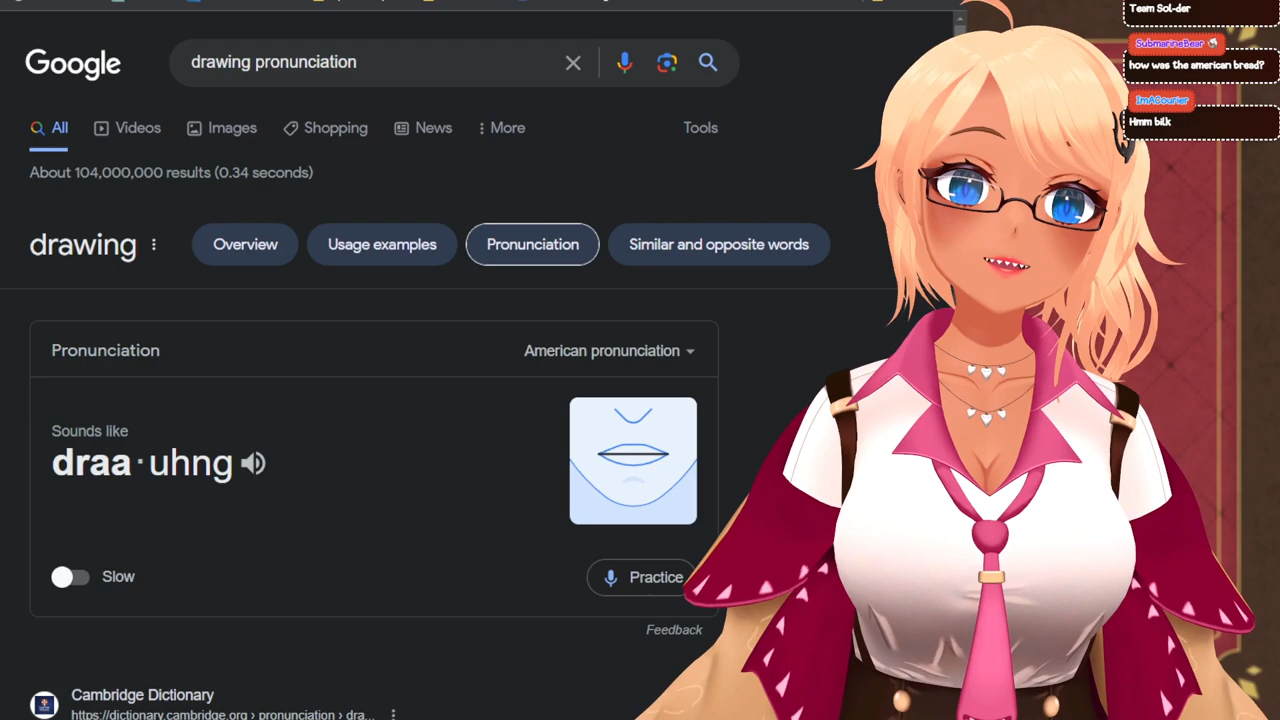 Google
drawing pronunciation
All
Videos
Images
Shopping
News
More
Tools
About 104,000,000 results (0.34 seconds)
drawing
Overview
Usage examples
Pronunciation
Similar and opposite words
Pronunciation
American pronunciation
Sounds like
draa·uhng
Slow
Practice
Feedback
Cambridge Dictionary
https://dictionary.cambridge.org › pronunciation › dra...
Team Sol-der
SubmarineBear
how was the american bread?
ImACourier
Hmm bilk